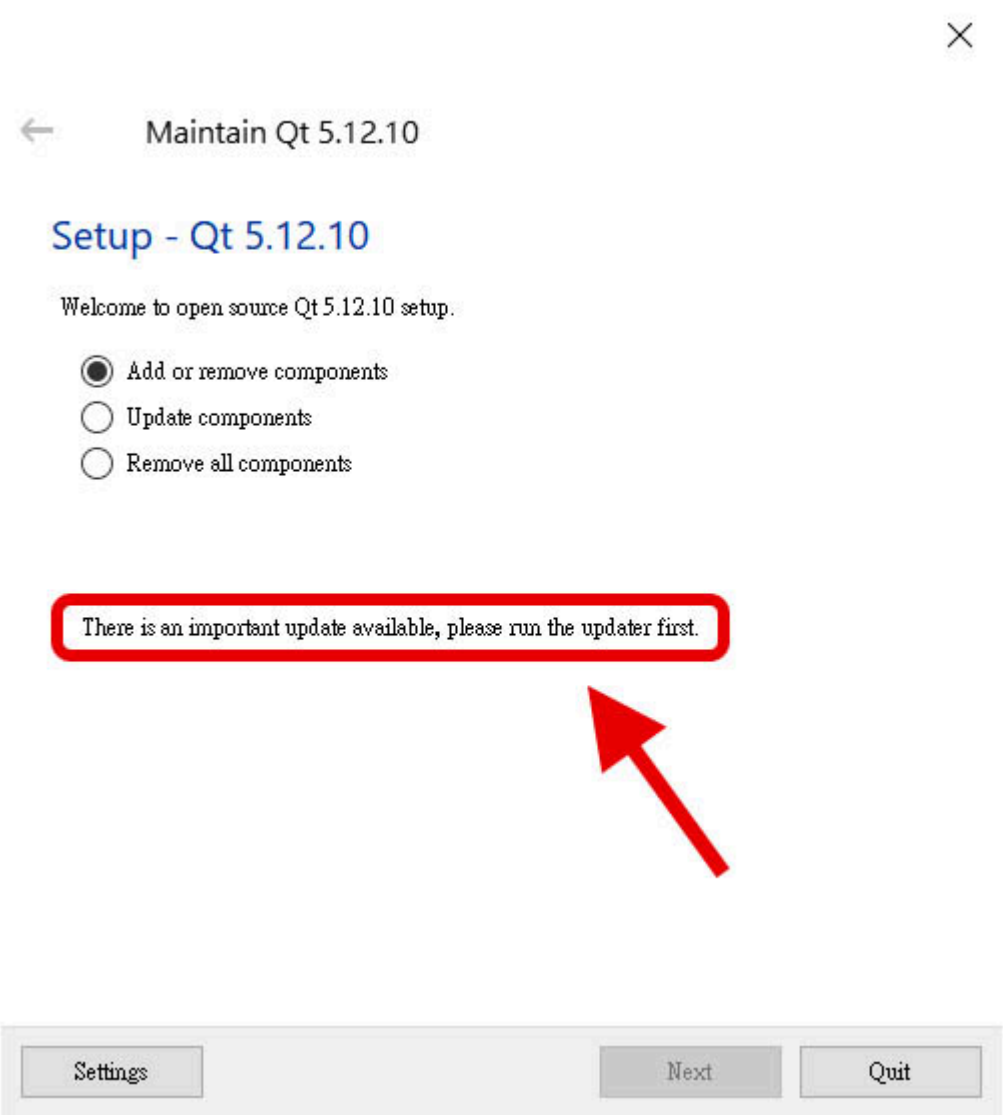 Maintain Qt 5.12.10
Setup - Qt 5.12.10
Welcome to open source Qt 5.12.10 setup.
Add or remove components
Update components
Remove all components
There is an important update available, please run the updater first.
Settings
Next
Quit